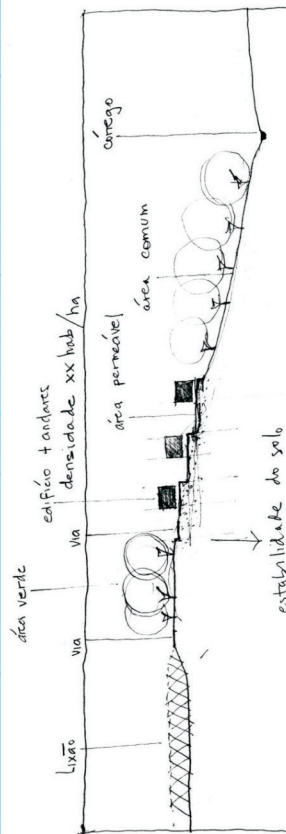 Lixão
via
área verde
via
edifício + andares
densidade xx hab/ha
área permeável
área comum
córrego
estabilidade do solo